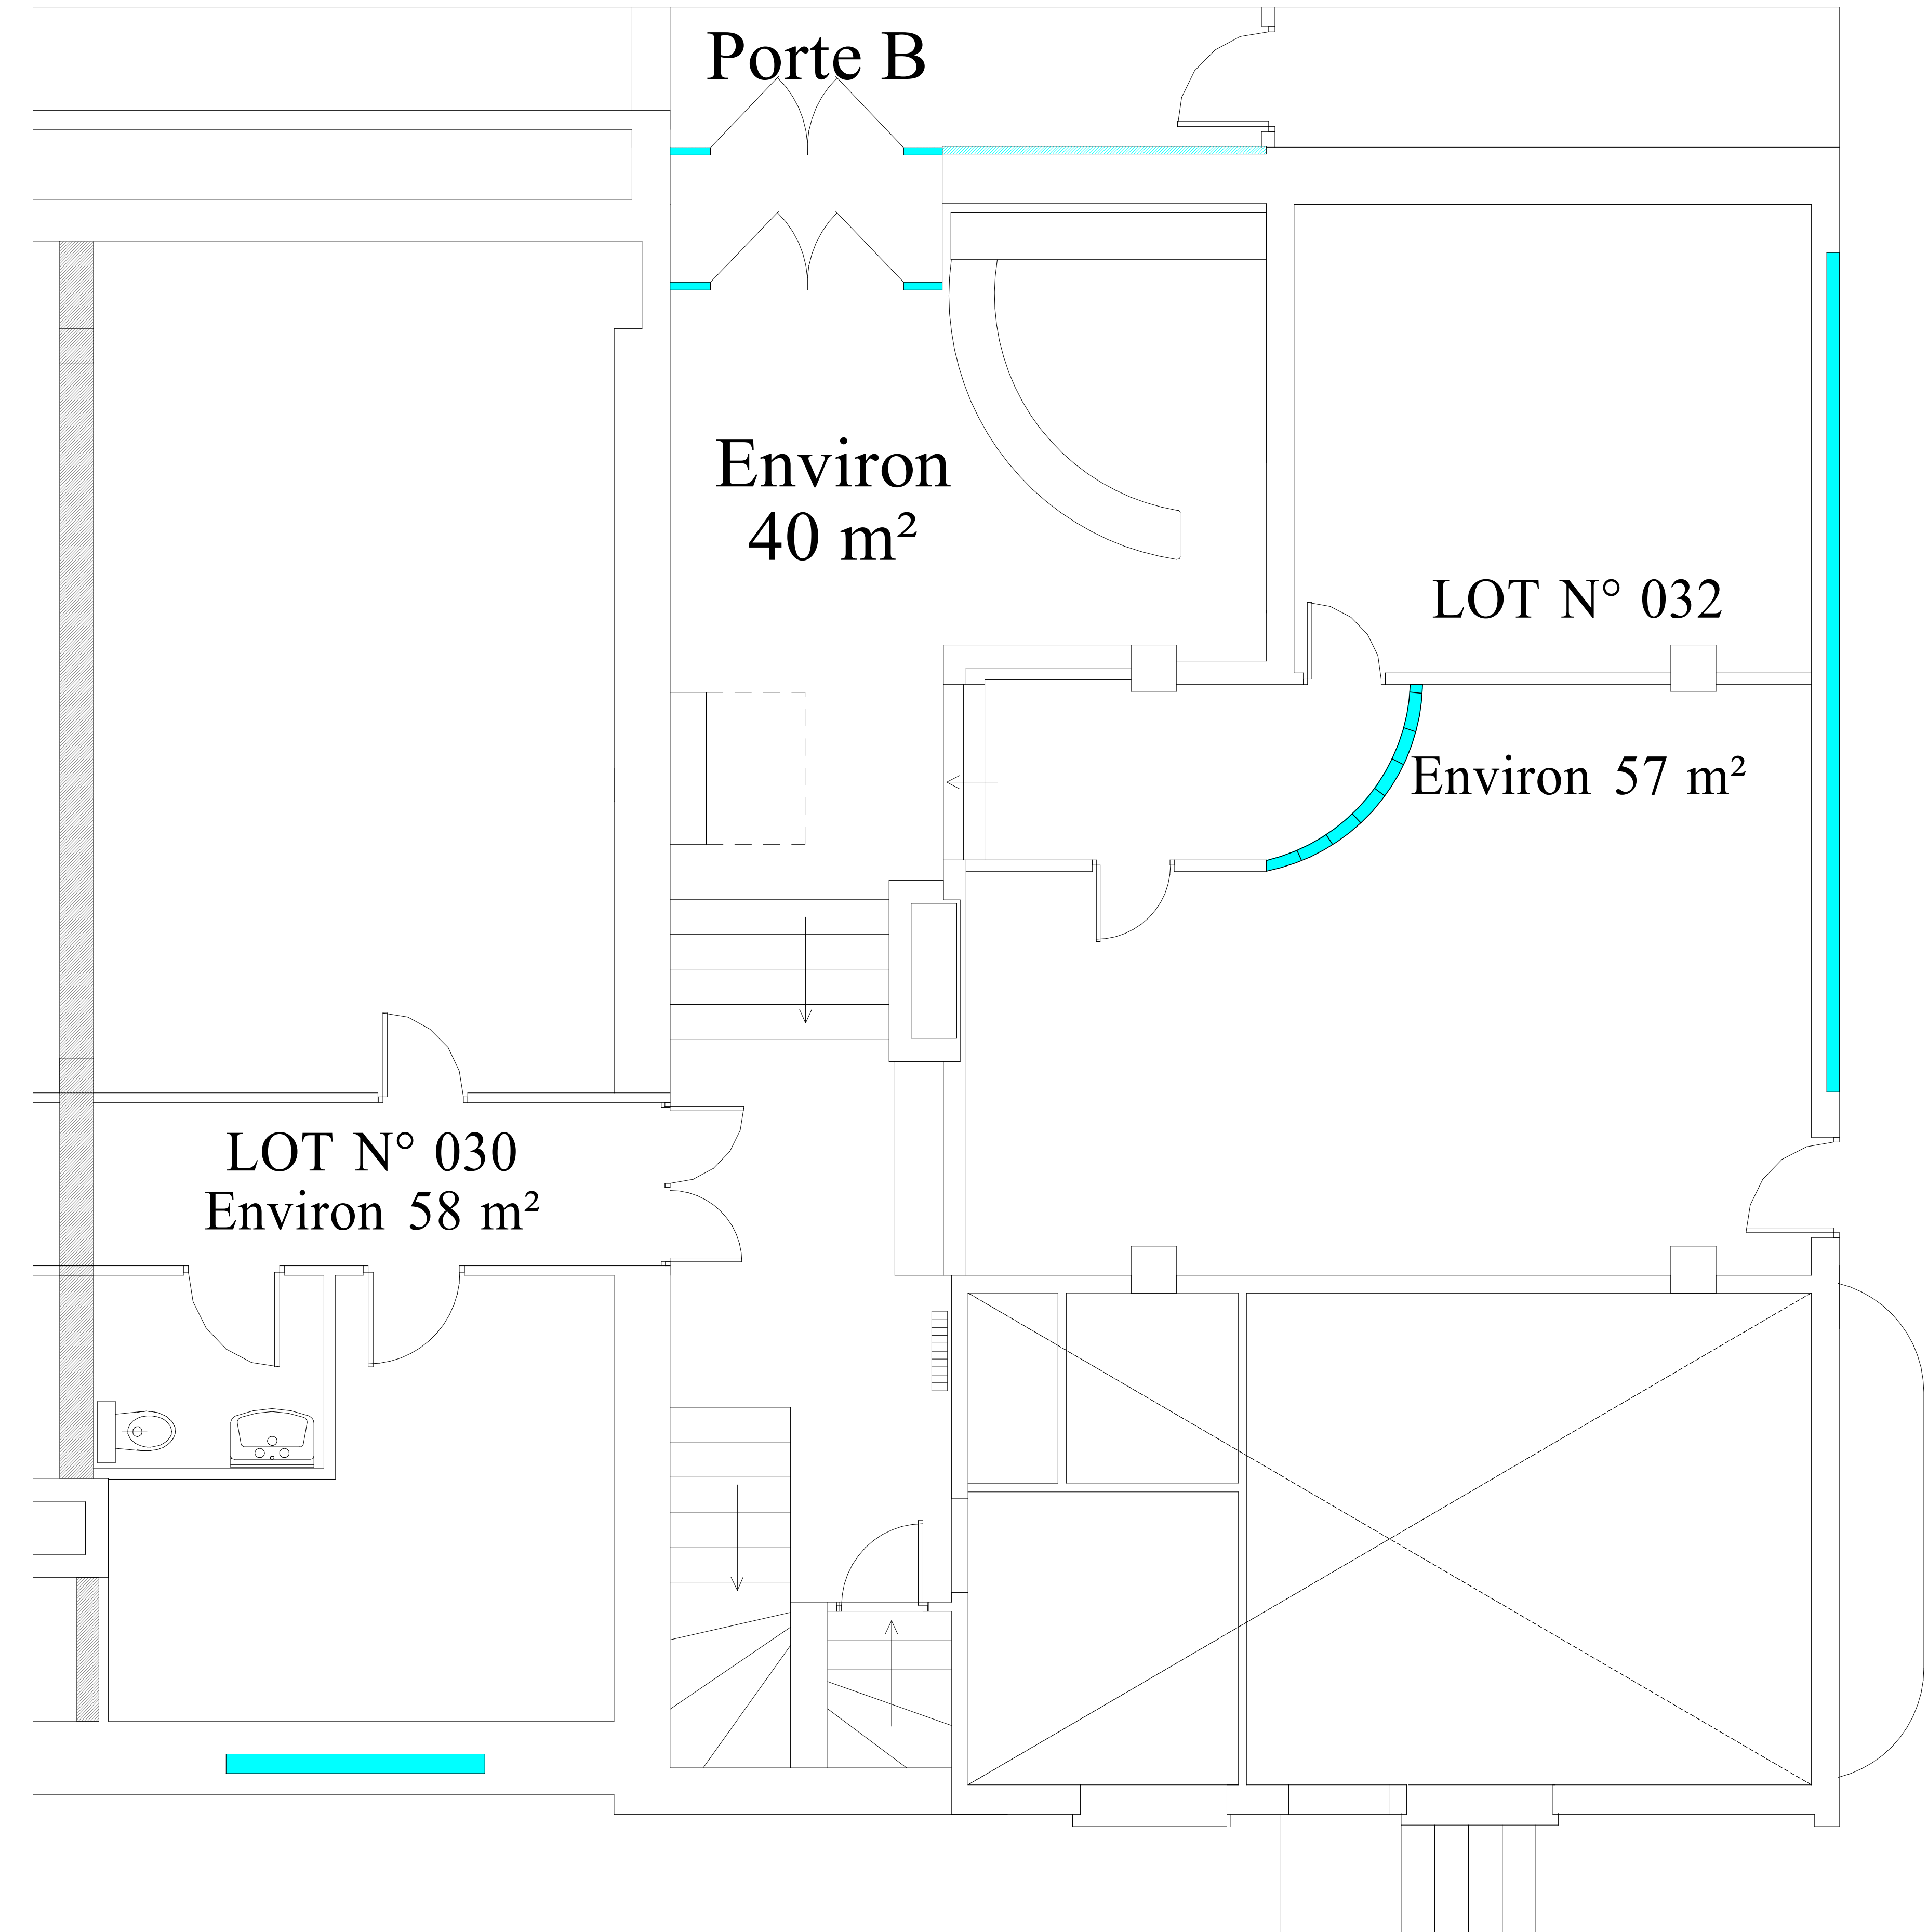 Porte B
Environ
40 m²
LOT N° 032
Environ 57 m²
LOT N° 030
Environ 58 m²